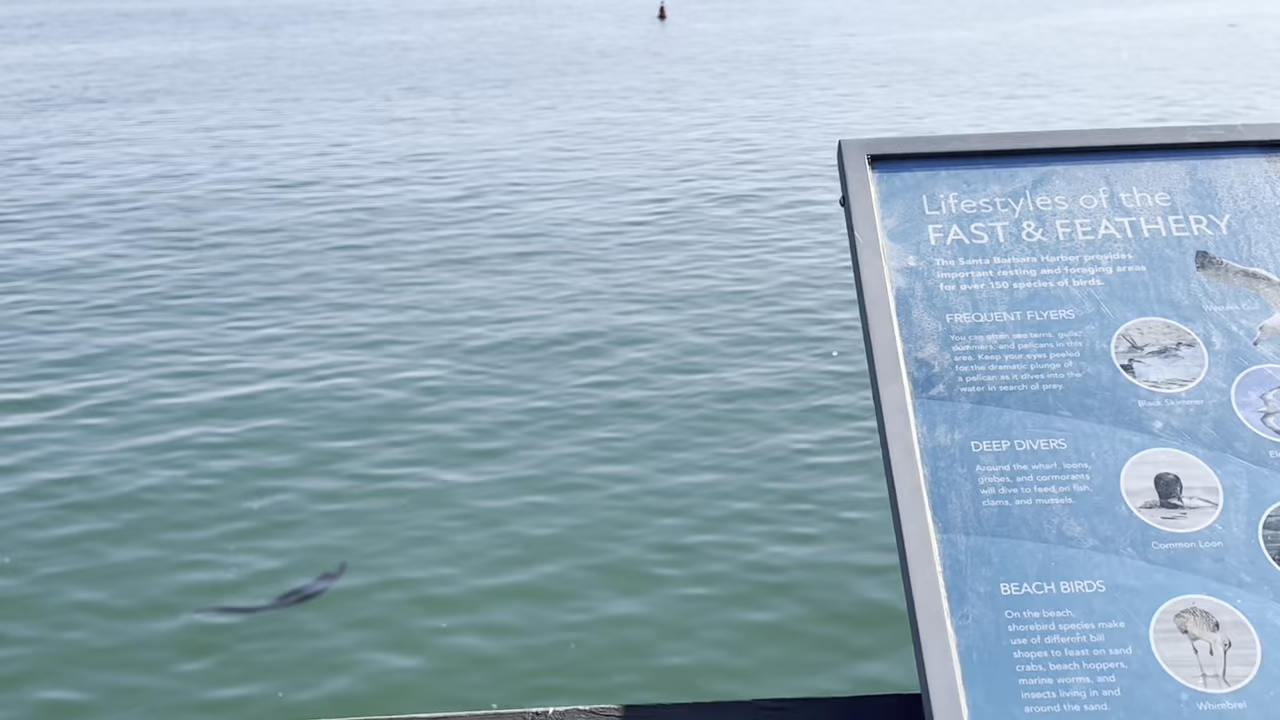 Lifestyles of the
FAST & FEATHERY
The Santa Barbara Harbor provides
important resting and foraging areas
for over 150 species of birds.
FREQUENT FLYERS
You can often see terns, gulls,
skimmers, and pelicans in this
area. Keep your eyes peeled
for the dramatic plunge of
a pelican as it dives into the
water in search of prey.
Western Gull
Black Skimmer
DEEP DIVERS
Around the wharf, loons,
grebes, and cormorants
will dive to feed on fish,
clams, and mussels.
Common Loon
BEACH BIRDS
On the beach,
shorebird species make
use of different bill
shapes to feast on sand
crabs, beach hoppers,
marine worms, and
insects living in and
around the sand.
Whimbrel